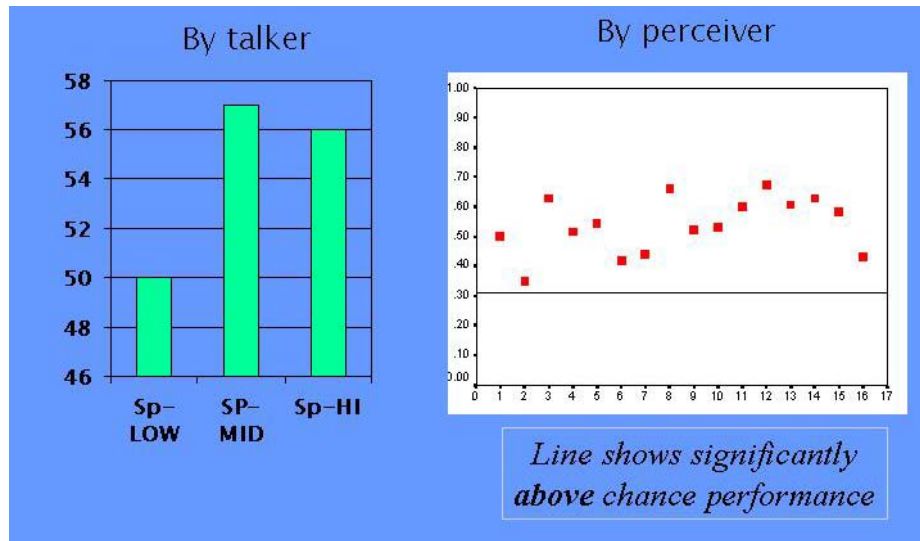 By talker
58
56
54
52
50
48
46
Sp-
LOW
SP-
MID
Sp-HI
By perceiver
1.00
.90
.80
.70
.60
.50
.40
.30
.20
.10
0.00
0 1 2 3 4 5 6 7 8 9 10 11 12 13 14 15 16 17
Line shows significantly
above chance performance